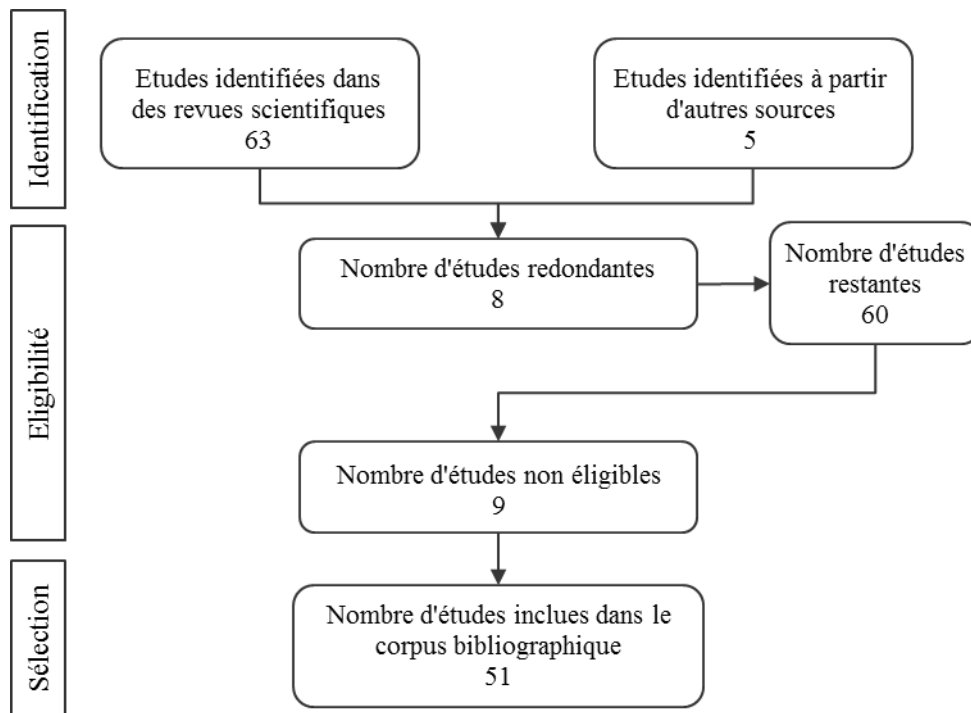 Identification
Etudes identifiées dans
des revues scientifiques
63
Etudes identifiées à partir
d'autres sources
5
Eligibilité
Nombre d'études redondantes
8
Nombre d'études
restantes
60
Nombre d'études non éligibles
9
Sélection
Nombre d'études inclues dans le
corpus bibliographique
51